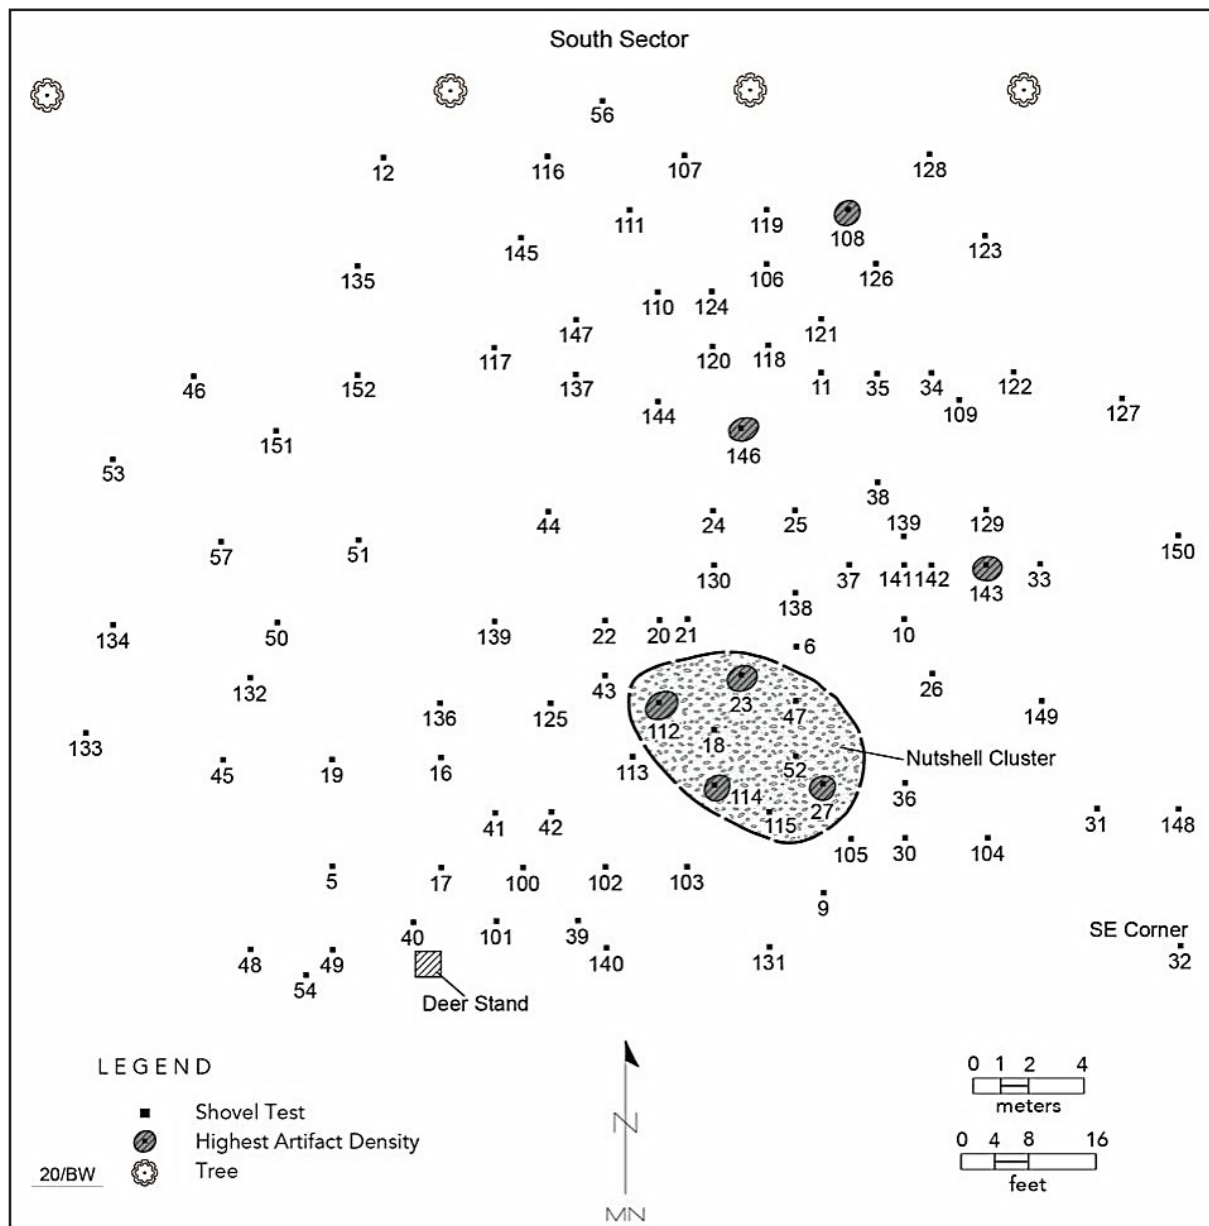 South Sector
56
12 116 107 128
111 119 108
145 123
135 106 126
110 124
147 121
117 120 118
46 152 137 11 35 34 122
144 109 127
151 146
53
38
44 24 25 139 129
57 51 150
130 37 141 142 143 33
138
134 50 139 22 20 21 10
6
132 43 23 26
136 125 112 47 149
133 18
45 19 16 113 52 Nutshell Cluster
114 27 36
41 42 115 31 148
105 30 104
5 17 100 102 103
9
40 101 39 SE Corner
48 49 140 131 32
54
Deer Stand
LEGEND
Shovel Test
Highest Artifact Density
Tree
20/BW
N
MN
0 1 2 4
meters
0 4 8 16
feet